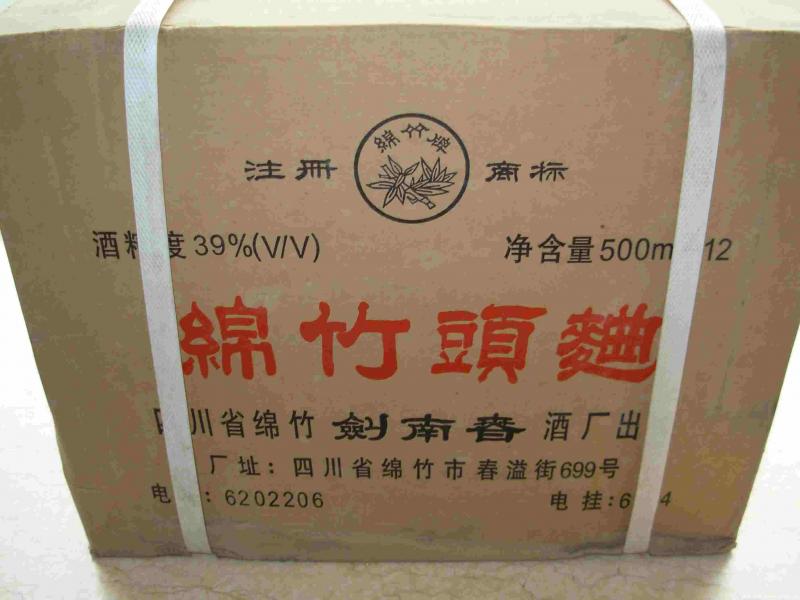 綿竹牌
注册 商标
酒精度39%(V/V) 净含量500m 12
綿竹頭麯
四川省绵竹 劍南春 酒厂出
厂址:四川省绵竹市春溢街699号
电 :6202206 电挂:6 4